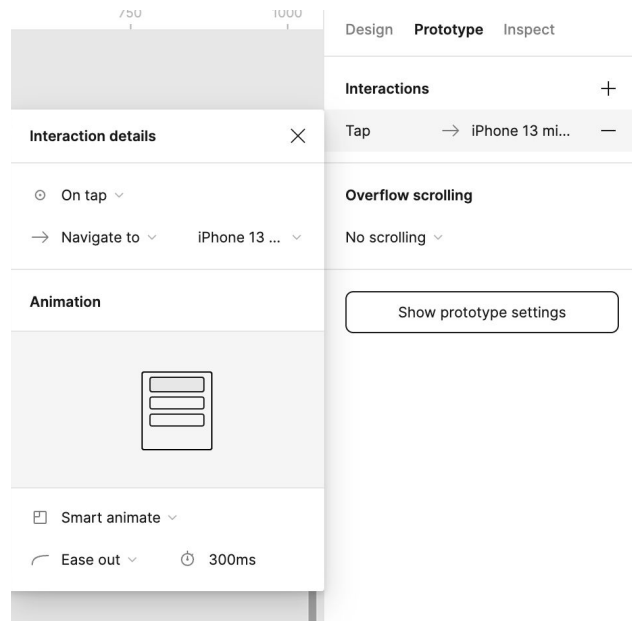 750 1000
Design Prototype Inspect
Interactions
Tap iPhone 13 mi...
Interaction details
On tap
Navigate to iPhone 13 ...
Animation
Smart animate
Ease out 300ms
Overflow scrolling
No scrolling
Show prototype settings